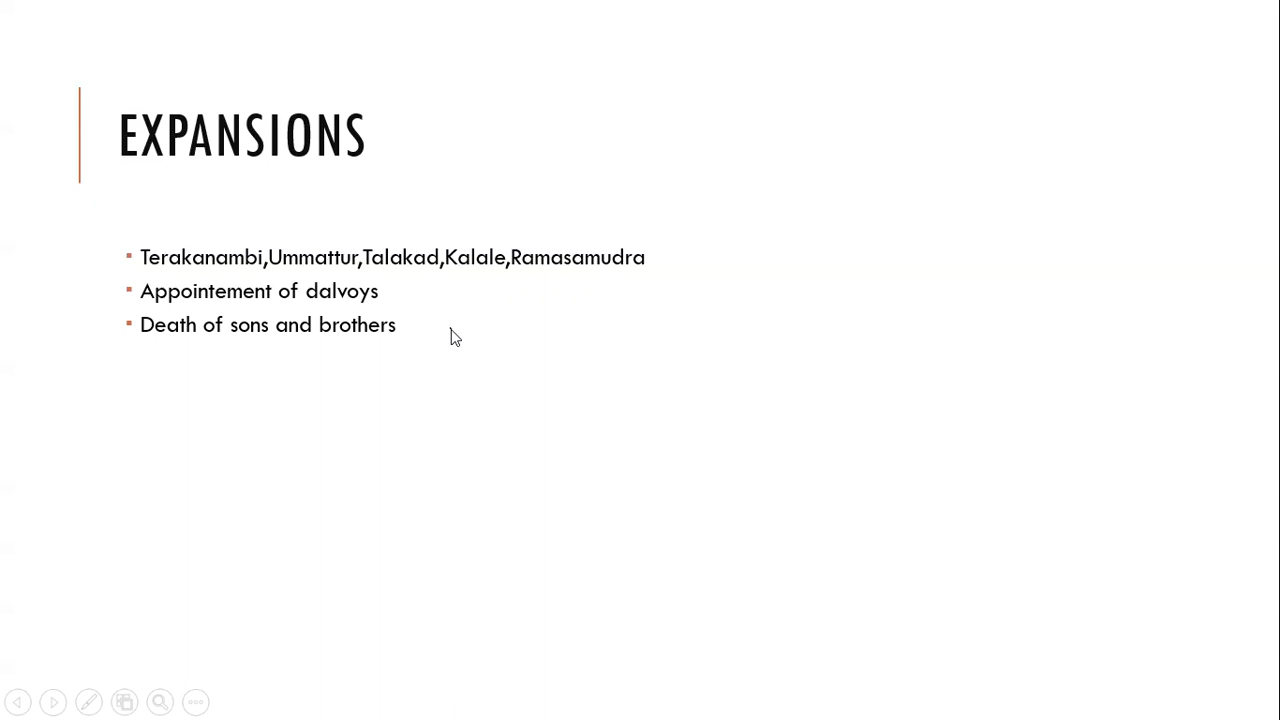 EXPANSIONS
Terakanambi,Ummattur,Talakad,Kalale,Ramasamudra
Appointement of dalvoys
Death of sons and brothers